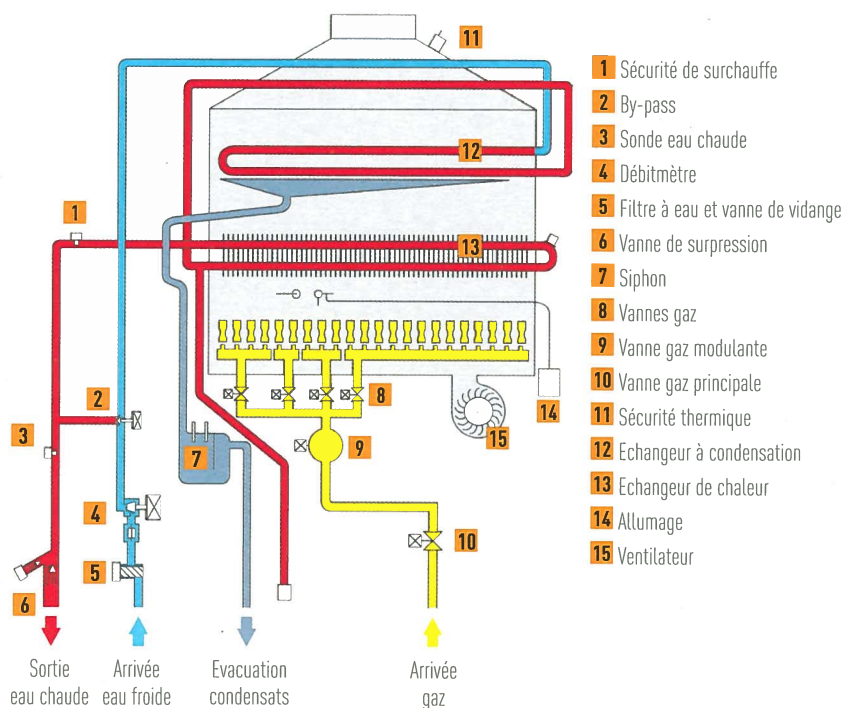 11
12
1
13
2
8
14
3
9
15
7
4
10
5
6
Sortie
eau chaude
Arrivée
eau froide
Evacuation
condensats
Arrivée
gaz
1 Sécurité de surchauffe
2 By-pass
3 Sonde eau chaude
4 Débitmètre
5 Filtre à eau et vanne de vidange
6 Vanne de surpression
7 Siphon
8 Vannes gaz
9 Vanne gaz modulante
10 Vanne gaz principale
11 Sécurité thermique
12 Echangeur à condensation
13 Echangeur de chaleur
14 Allumage
15 Ventilateur